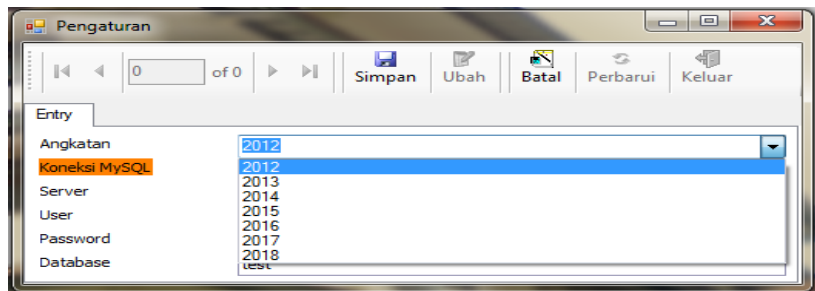 Pengaturan
0 of 0 Simpan Ubah Batal Perbarui Keluar
Entry
Angkatan 2012
Koneksi MySQL 2012
2013
Server 2014
User 2015
2016
Password 2017
2018
Database test